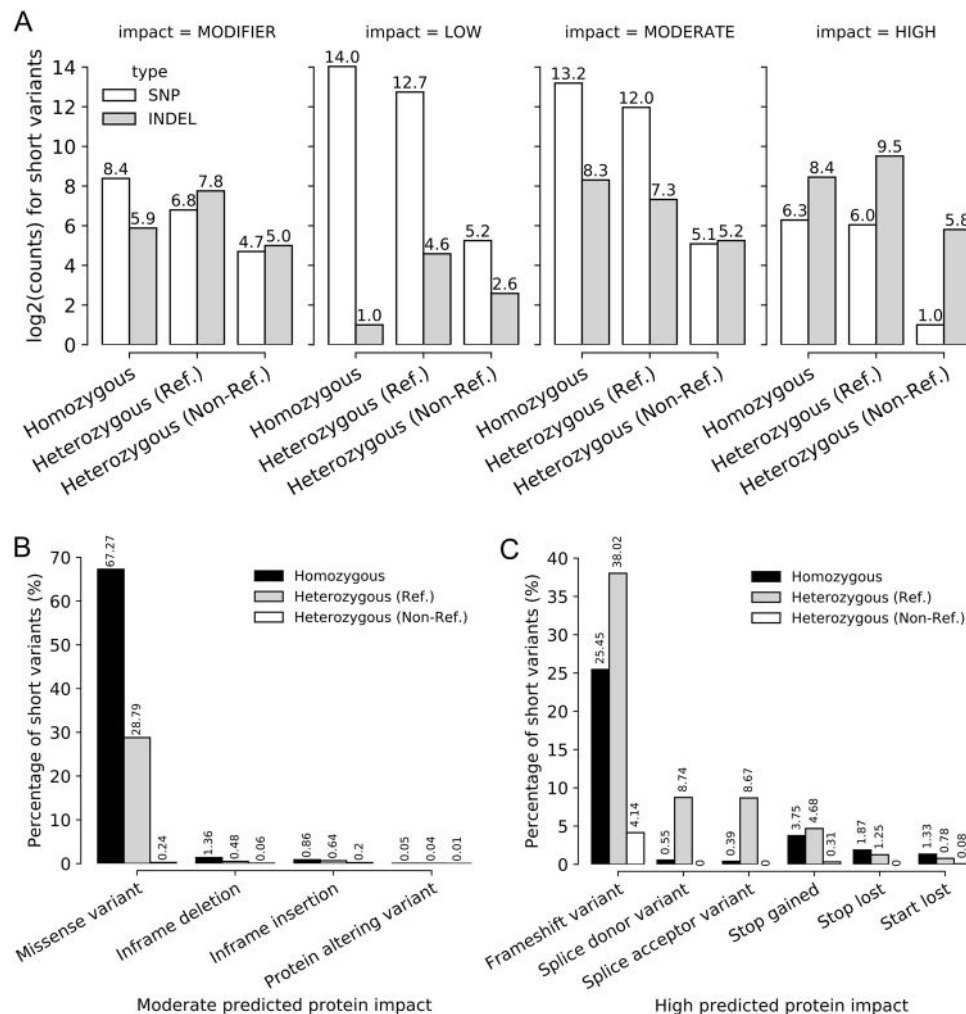 A
impact = MODIFIER
impact = LOW
impact = MODERATE
impact = HIGH
log2(counts) for short variants
14
12
10
8
6
4
2
0
type
SNP
INDEL
8.4
5.9
6.8
7.8
4.7
5.0
14.0
1.0
12.7
4.6
5.2
2.6
13.2
8.3
12.0
7.3
5.1
5.2
6.3
8.4
6.0
9.5
1.0
5.8
Homozygous
Heterozygous (Ref.)
Heterozygous (Non-Ref.)
Homozygous
Heterozygous (Ref.)
Heterozygous (Non-Ref.)
Homozygous
Heterozygous (Ref.)
Heterozygous (Non-Ref.)
Homozygous
Heterozygous (Ref.)
Heterozygous (Non-Ref.)
B
Percentage of short variants (%)
70
60
50
40
30
20
10
0
Homozygous
Heterozygous (Ref.)
Heterozygous (Non-Ref.)
67.27
28.79
0.24
1.36
0.48
0.06
0.86
0.64
0.2
0.05
0.04
0.01
Missense variant
Inframe deletion
Inframe insertion
Protein altering variant
Moderate predicted protein impact
C
Percentage of short variants (%)
40
35
30
25
20
15
10
5
0
Homozygous
Heterozygous (Ref.)
Heterozygous (Non-Ref.)
25.45
38.02
4.14
0.55
8.74
0
0.39
8.67
0
3.75
4.68
0.31
1.87
1.25
0
1.33
0.78
0.08
Frameshift variant
Splice donor variant
Splice acceptor variant
Stop gained
Stop lost
Start lost
High predicted protein impact